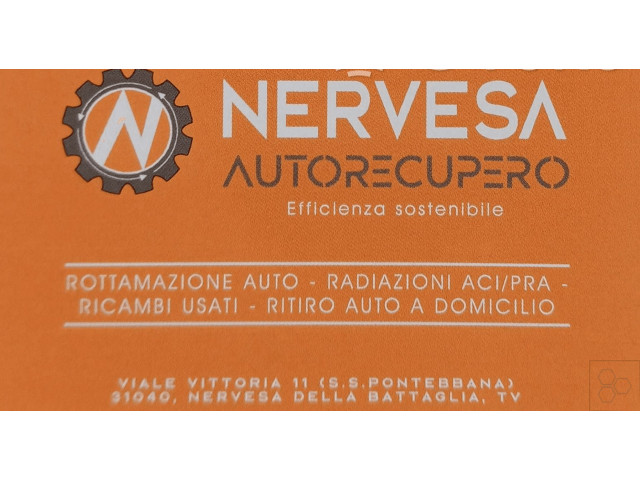 N
NERVESA
AUTORECUPERO
Efficienza sostenibile
ROTTAMAZIONE AUTO - RADIAZIONI ACI/PRA -
RICAMBI USATI - RITIRO AUTO A DOMICILIO
VIALE VITTORIA 11 (S.S.PONTEBBANA)
31040, NERVESA DELLA BATTAGLIA, TV